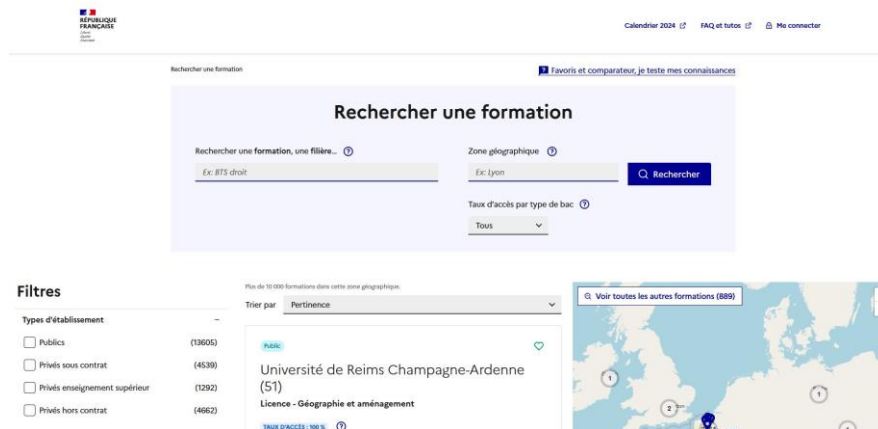 RÉPUBLIQUE
FRANÇAISE
Calendrier 2024
FAQ et tutos
Me connecter
Rechercher une formation
Favoris et comparateur, je teste mes connaissances
Rechercher une formation
Rechercher une formation, une filière...
Zone géographique
Ex: BTS droit
Ex: Lyon
Rechercher
Taux d'accès par type de bac
Tous
Filtres
Types d'établissement
Publics (13605)
Privés sous contrat (4539)
Privés enseignement supérieur (1292)
Privés hors contrat (4662)
Plus de 10 000 formations dans cette zone géographique.
Trier par Pertinence
Public
Université de Reims Champagne-Ardenne
(51)
Licence - Géographie et aménagement
TAUX D'ACCÈS : 100 %
Voir toutes les autres formations (889)
1
2
1